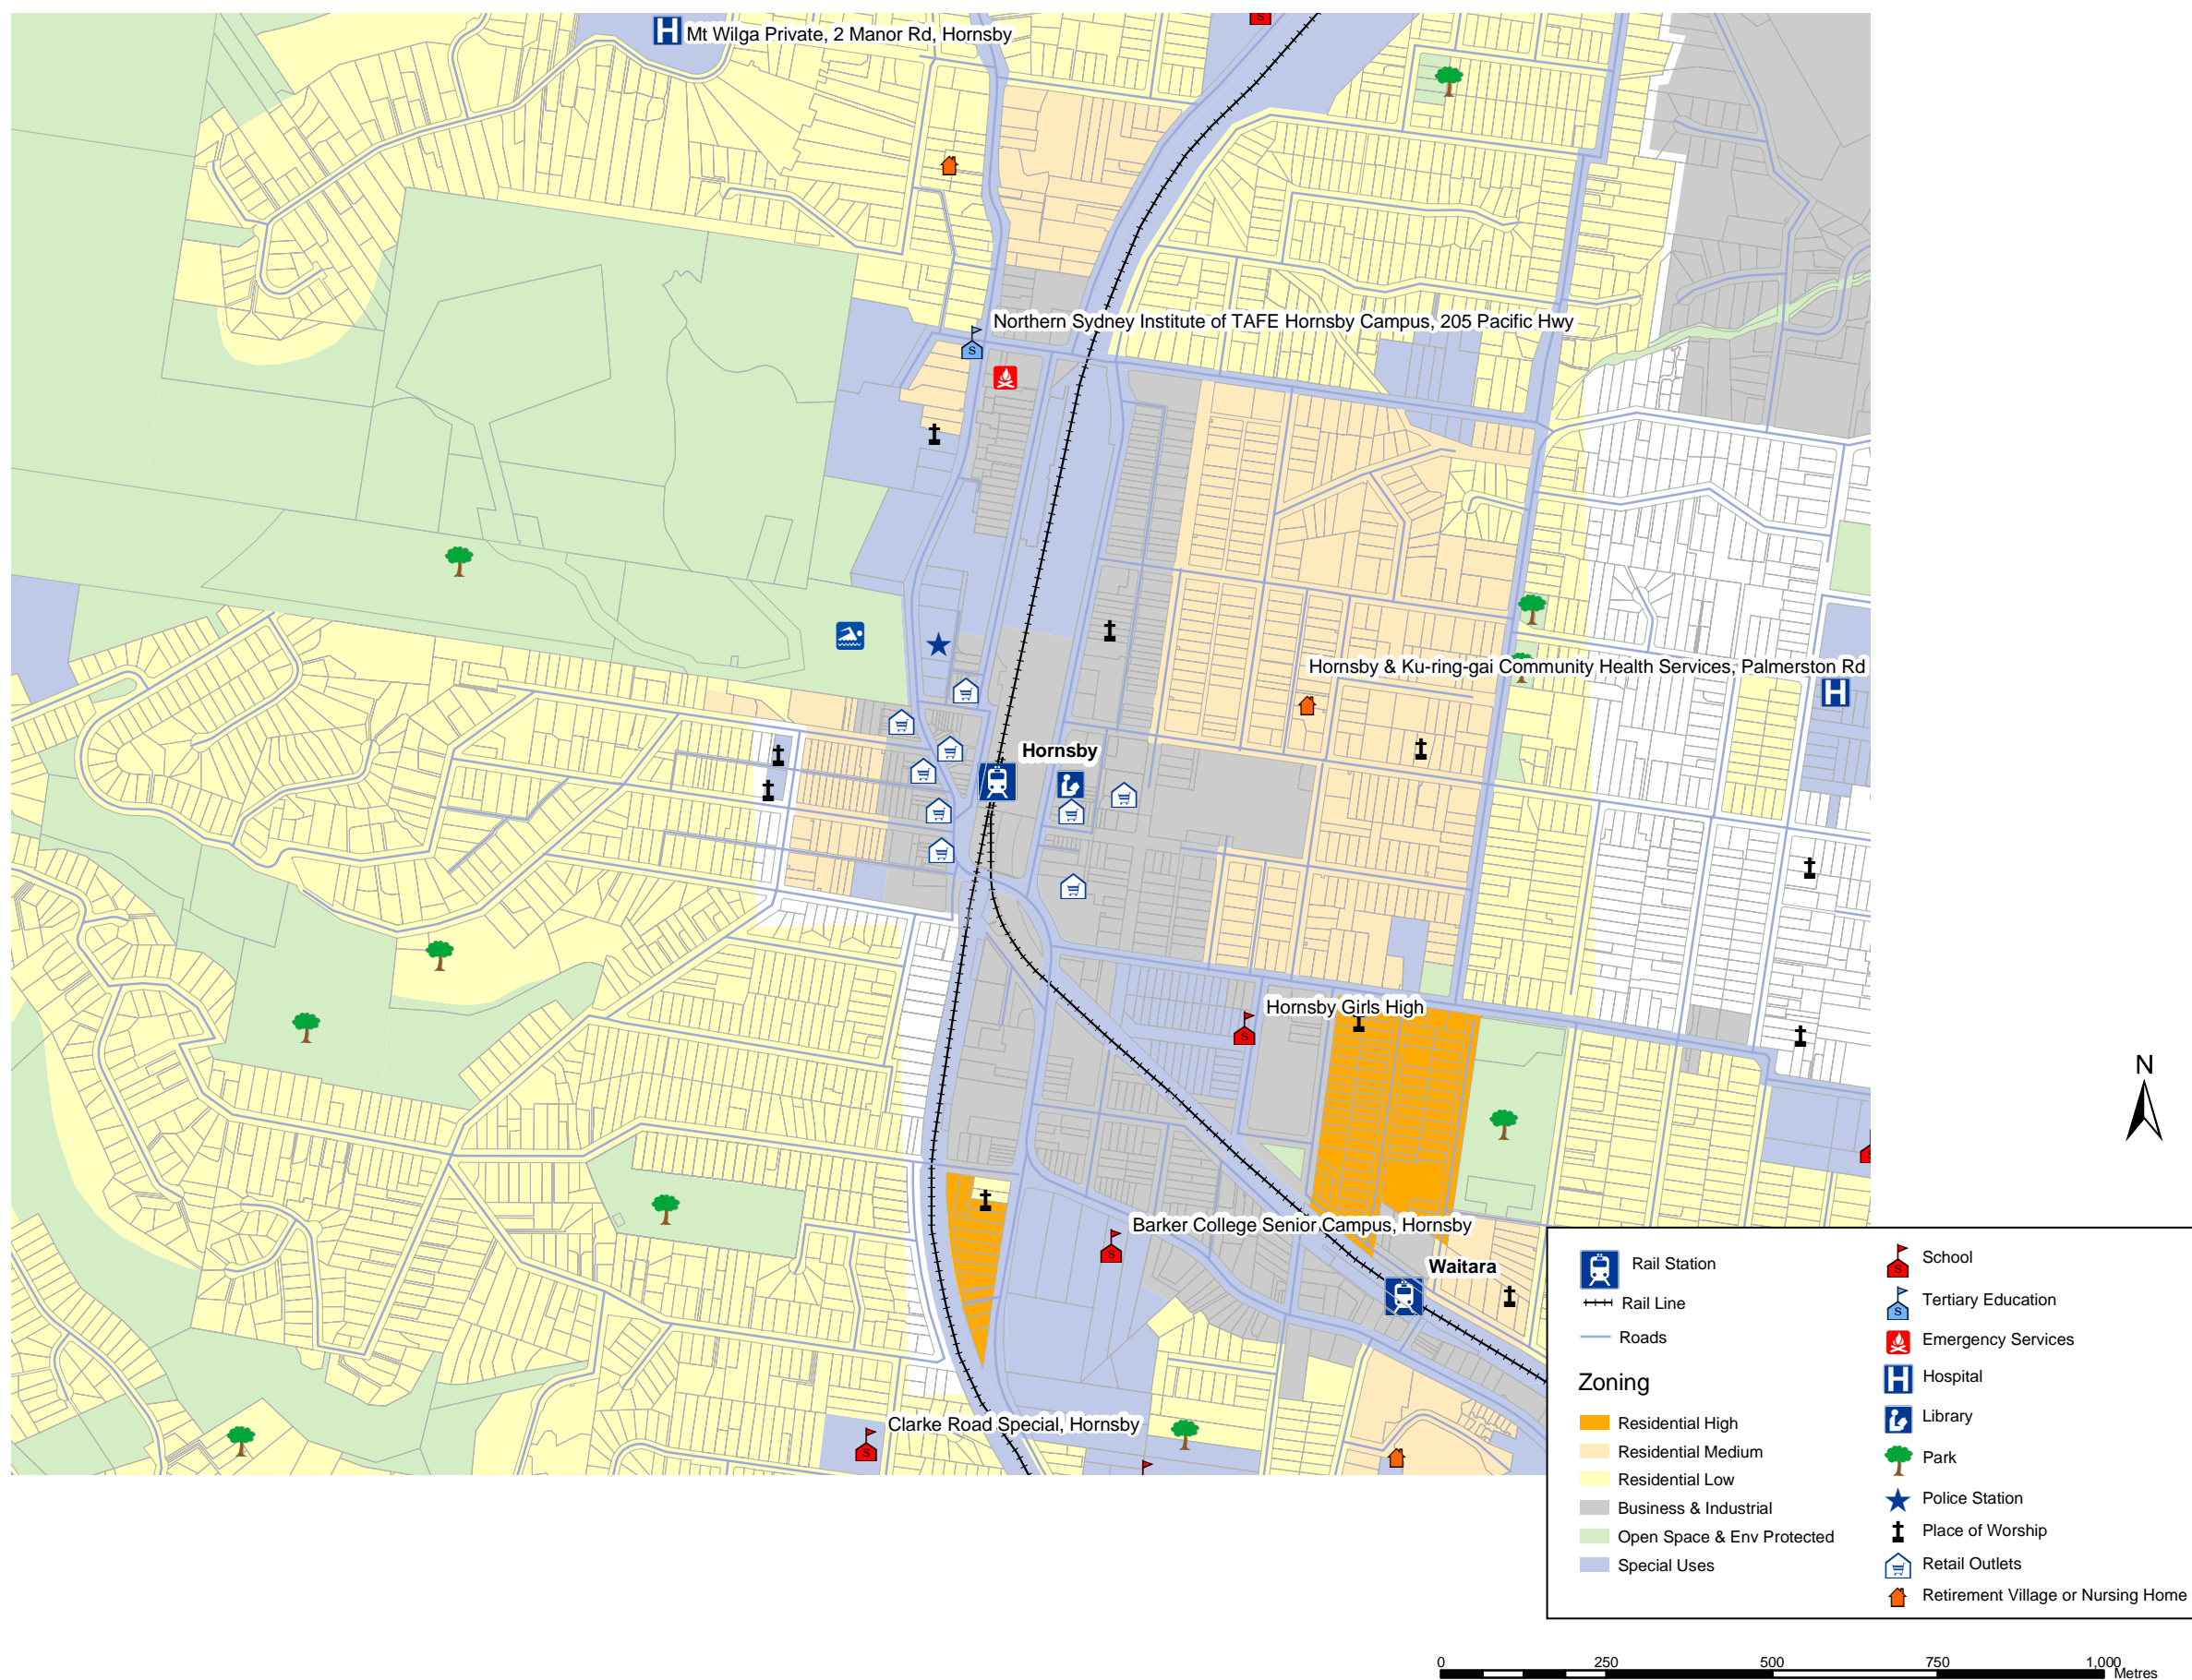 Mt Wilga Private, 2 Manor Rd, Hornsby
Northern Sydney Institute of TAFE Hornsby Campus, 205 Pacific Hwy
Hornsby & Ku-ring-gai Community Health Services, Palmerston Rd
Hornsby
Hornsby Girls High
Barker College Senior Campus, Hornsby
Waitara
Clarke Road Special, Hornsby
N
Rail Station
Rail Line
Roads
Zoning
Residential High
Residential Medium
Residential Low
Business & Industrial
Open Space & Env Protected
Special Uses
School
Tertiary Education
Emergency Services
Hospital
Library
Park
Police Station
Place of Worship
Retail Outlets
Retirement Village or Nursing Home
0 250 500 750 1,000
Metres